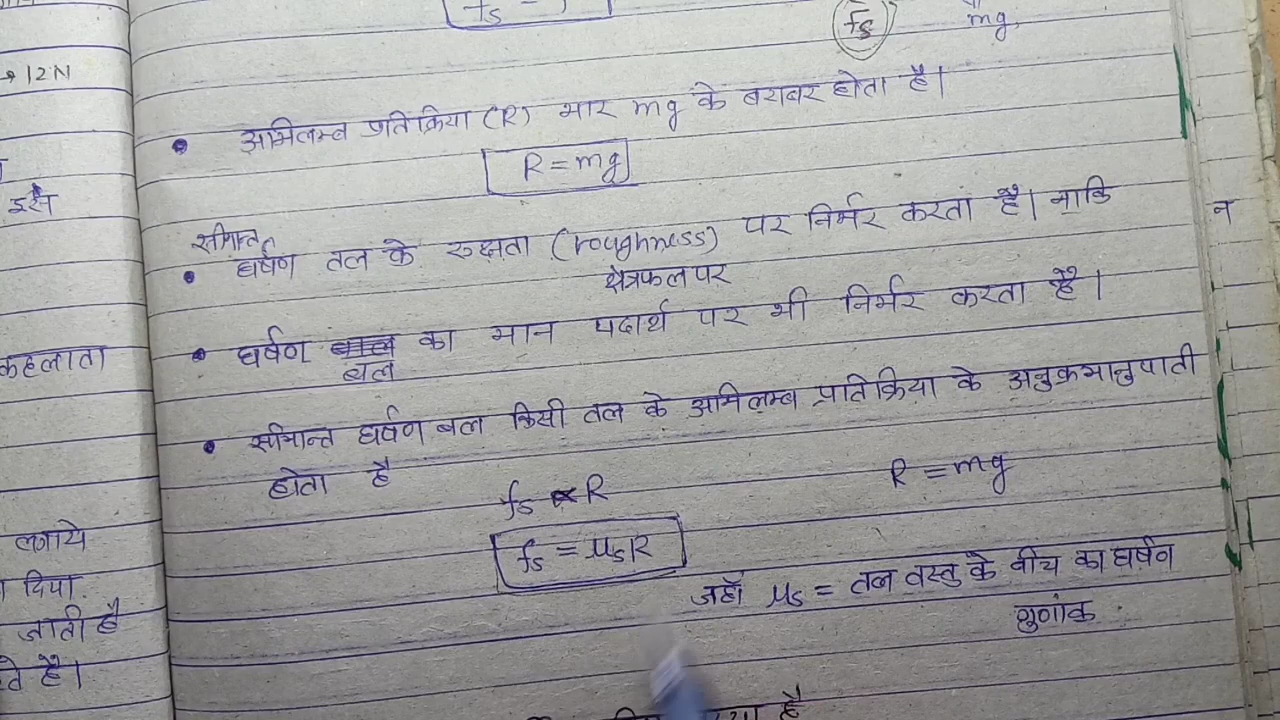 → 12N
इसे
कहलाता
लगाये
दिया
जाती है
ते है।
fs
fs
mg
• अभिलम्ब प्रतिक्रिया (R) भार mg के बराबर होता है।
R = mg
सीमान्त
• घर्षण तल के रुक्षता (roughness) पर निर्भर करता है। नाकि
क्षेत्रफल पर
• घर्षण का मान पदार्थ पर भी निर्भर करता है।
बल
• सीमान्त घर्षण बल किसी तल के अभिलम्ब प्रतिक्रिया के अनुक्रमानुपाती
होता है
fs ∝ R
R = mg
fs = μsR
जहाँ μs = तल वस्तु के बीच का घर्षण
गुणांक
है
न